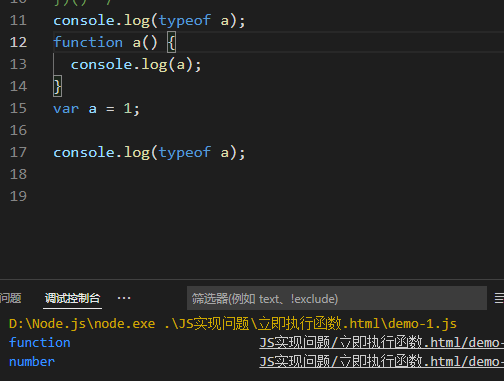 10 })() */
11 console.log(typeof a);
12 function a() {
13 console.log(a);
14 }
15 var a = 1;
16
17 console.log(typeof a);
18
19
问题 调试控制台 ··· 筛选器(例如 text、!exclude)
D:\Node.js\node.exe .\JS实现问题\立即执行函数.html\demo-1.js
function JS实现问题/立即执行函数.html/demo-
number JS实现问题/立即执行函数.html/demo-